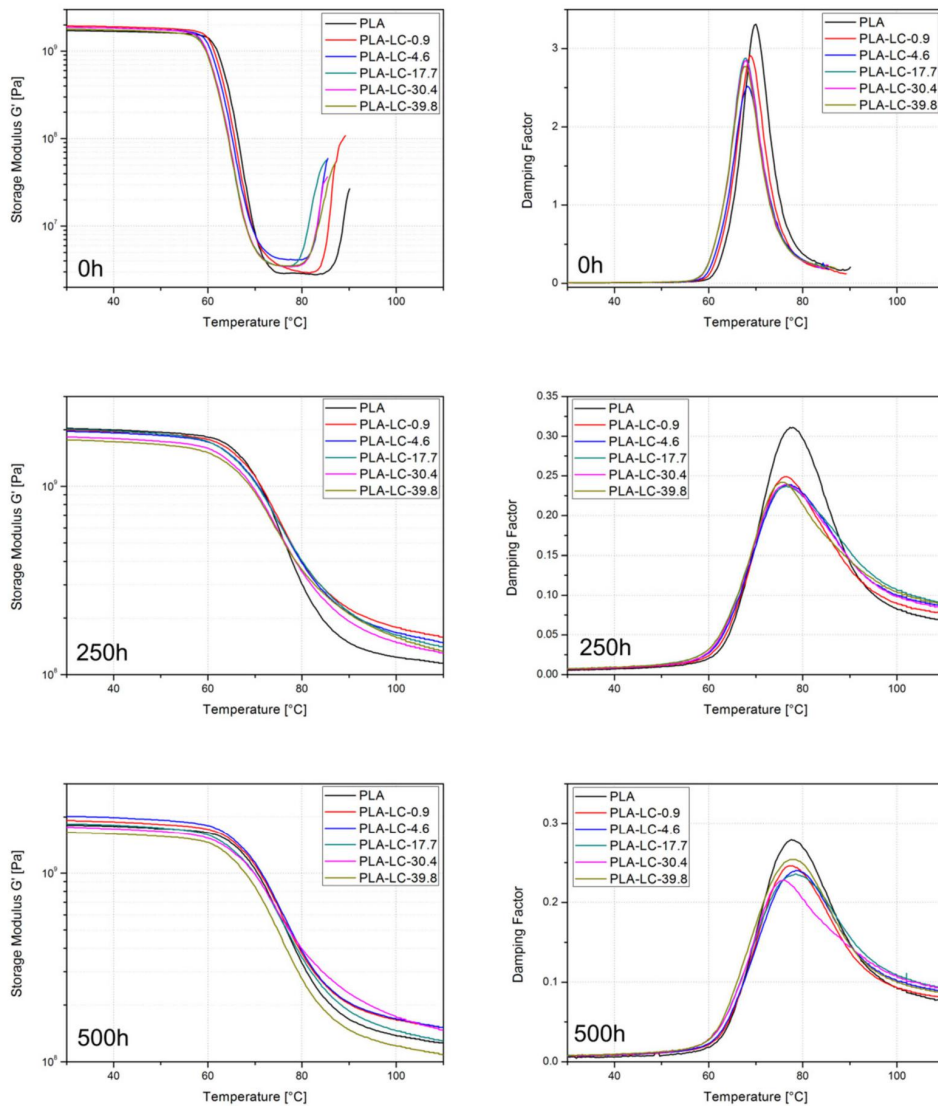 Storage Modulus G' [Pa]
10⁹
10⁸
10⁷
PLA
PLA-LC-0.9
PLA-LC-4.6
PLA-LC-17.7
PLA-LC-30.4
PLA-LC-39.8
0h
40 60 80 100
Temperature [°C]
Damping Factor
3
2
1
0
PLA
PLA-LC-0.9
PLA-LC-4.6
PLA-LC-17.7
PLA-LC-30.4
PLA-LC-39.8
0h
40 60 80 100
Temperature [°C]
Storage Modulus G' [Pa]
10⁹
10⁸
PLA
PLA-LC-0.9
PLA-LC-4.6
PLA-LC-17.7
PLA-LC-30.4
PLA-LC-39.8
250h
40 60 80 100
Temperature [°C]
Damping Factor
0.35
0.30
0.25
0.20
0.15
0.10
0.05
0.00
PLA
PLA-LC-0.9
PLA-LC-4.6
PLA-LC-17.7
PLA-LC-30.4
PLA-LC-39.8
250h
40 60 80 100
Temperature [°C]
Storage Modulus G' [Pa]
10⁹
10⁸
PLA
PLA-LC-0.9
PLA-LC-4.6
PLA-LC-17.7
PLA-LC-30.4
PLA-LC-39.8
500h
40 60 80 100
Temperature [°C]
Damping Factor
0.3
0.2
0.1
0.0
PLA
PLA-LC-0.9
PLA-LC-4.6
PLA-LC-17.7
PLA-LC-30.4
PLA-LC-39.8
500h
40 60 80 100
Temperature [°C]